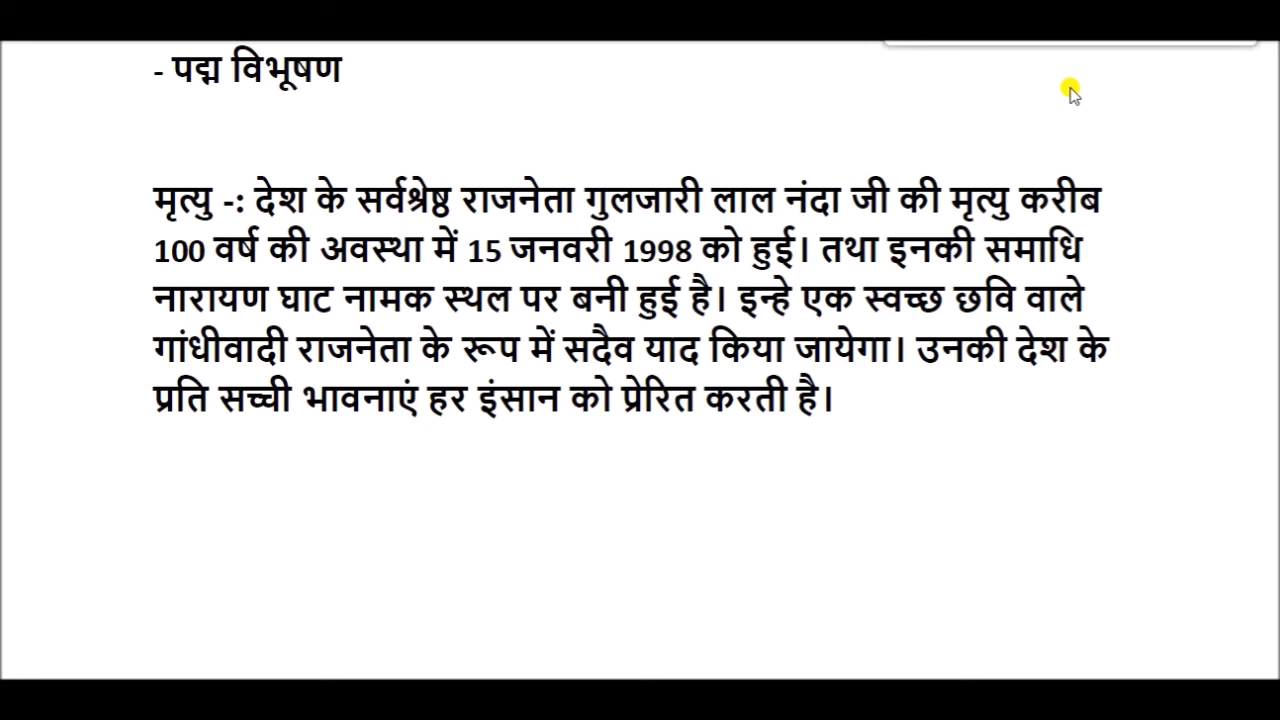 - पद्म विभूषण
मृत्यु -: देश के सर्वश्रेष्ठ राजनेता गुलजारी लाल नंदा जी की मृत्यु करीब
100 वर्ष की अवस्था में 15 जनवरी 1998 को हुई। तथा इनकी समाधि
नारायण घाट नामक स्थल पर बनी हुई है। इन्हे एक स्वच्छ छवि वाले
गांधीवादी राजनेता के रूप में सदैव याद किया जायेगा। उनकी देश के
प्रति सच्ची भावनाएं हर इंसान को प्रेरित करती है।